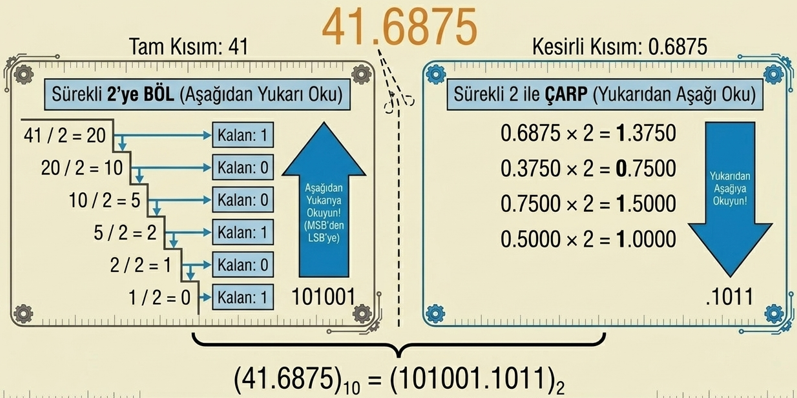 41.6875
Tam Kısım: 41
Sürekli 2'ye BÖL (Aşağıdan Yukarı Oku)
41 / 2 = 20 Kalan: 1
20 / 2 = 10 Kalan: 0
10 / 2 = 5 Kalan: 0
5 / 2 = 2 Kalan: 1
2 / 2 = 1 Kalan: 0
1 / 2 = 0 Kalan: 1
Aşağıdan
Yukarıya
Okuyun!
(MSB'den
LSB'ye)
101001
Kesirli Kısım: 0.6875
Sürekli 2 ile ÇARP (Yukarıdan Aşağı Oku)
0.6875 × 2 = 1.3750
0.3750 × 2 = 0.7500
0.7500 × 2 = 1.5000
0.5000 × 2 = 1.0000
Yukarıdan
Aşağıya
Okuyun!
.1011
(41.6875)₁₀ = (101001.1011)₂